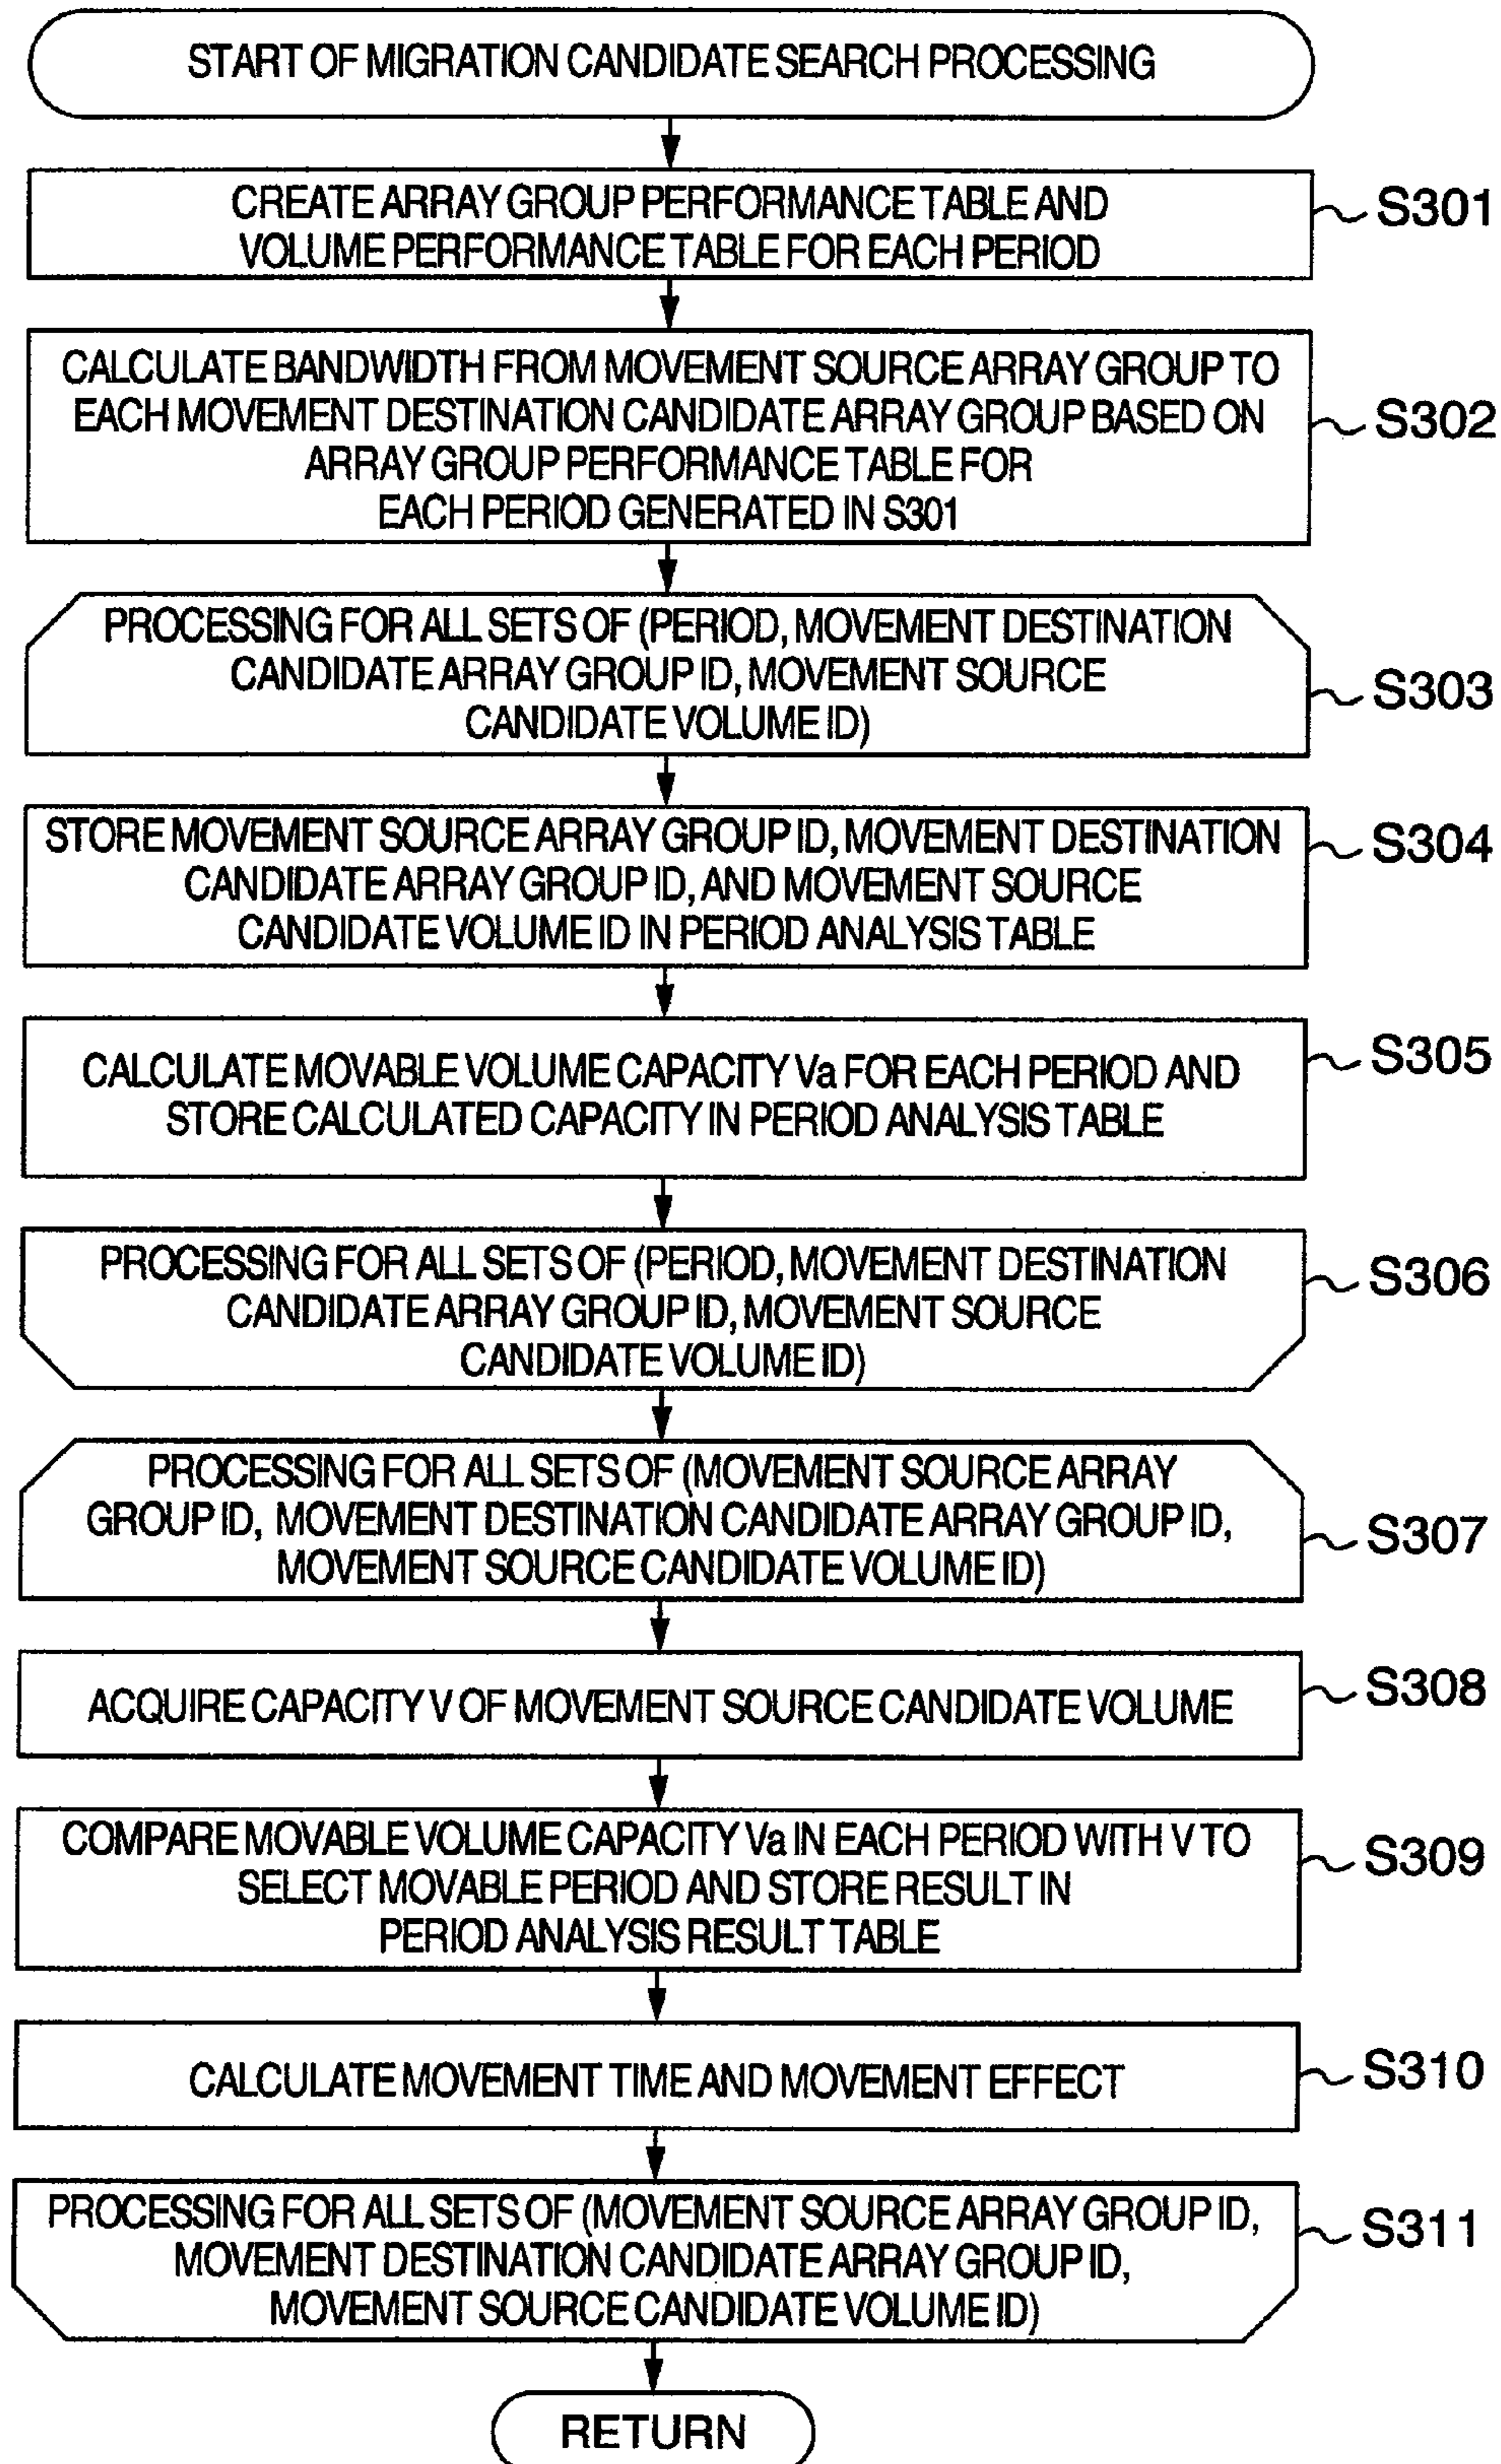 START OF MIGRATION CANDIDATE SEARCH PROCESSING
CREATE ARRAY GROUP PERFORMANCE TABLE AND
VOLUME PERFORMANCE TABLE FOR EACH PERIOD
S301
CALCULATE BANDWIDTH FROM MOVEMENT SOURCE ARRAY GROUP TO
EACH MOVEMENT DESTINATION CANDIDATE ARRAY GROUP BASED ON
ARRAY GROUP PERFORMANCE TABLE FOR
EACH PERIOD GENERATED IN S301
S302
PROCESSING FOR ALL SETS OF (PERIOD, MOVEMENT DESTINATION
CANDIDATE ARRAY GROUP ID, MOVEMENT SOURCE
CANDIDATE VOLUME ID)
S303
STORE MOVEMENT SOURCE ARRAY GROUP ID, MOVEMENT DESTINATION
CANDIDATE ARRAY GROUP ID, AND MOVEMENT SOURCE
CANDIDATE VOLUME ID IN PERIOD ANALYSIS TABLE
S304
CALCULATE MOVABLE VOLUME CAPACITY Va FOR EACH PERIOD AND
STORE CALCULATED CAPACITY IN PERIOD ANALYSIS TABLE
S305
PROCESSING FOR ALL SETS OF (PERIOD, MOVEMENT DESTINATION
CANDIDATE ARRAY GROUP ID, MOVEMENT SOURCE
CANDIDATE VOLUME ID)
S306
PROCESSING FOR ALL SETS OF (MOVEMENT SOURCE ARRAY
GROUP ID, MOVEMENT DESTINATION CANDIDATE ARRAY GROUP ID,
MOVEMENT SOURCE CANDIDATE VOLUME ID)
S307
ACQUIRE CAPACITY V OF MOVEMENT SOURCE CANDIDATE VOLUME
S308
COMPARE MOVABLE VOLUME CAPACITY Va IN EACH PERIOD WITH V TO
SELECT MOVABLE PERIOD AND STORE RESULT IN
PERIOD ANALYSIS RESULT TABLE
S309
CALCULATE MOVEMENT TIME AND MOVEMENT EFFECT
S310
PROCESSING FOR ALL SETS OF (MOVEMENT SOURCE ARRAY GROUP ID,
MOVEMENT DESTINATION CANDIDATE ARRAY GROUP ID,
MOVEMENT SOURCE CANDIDATE VOLUME ID)
S311
RETURN